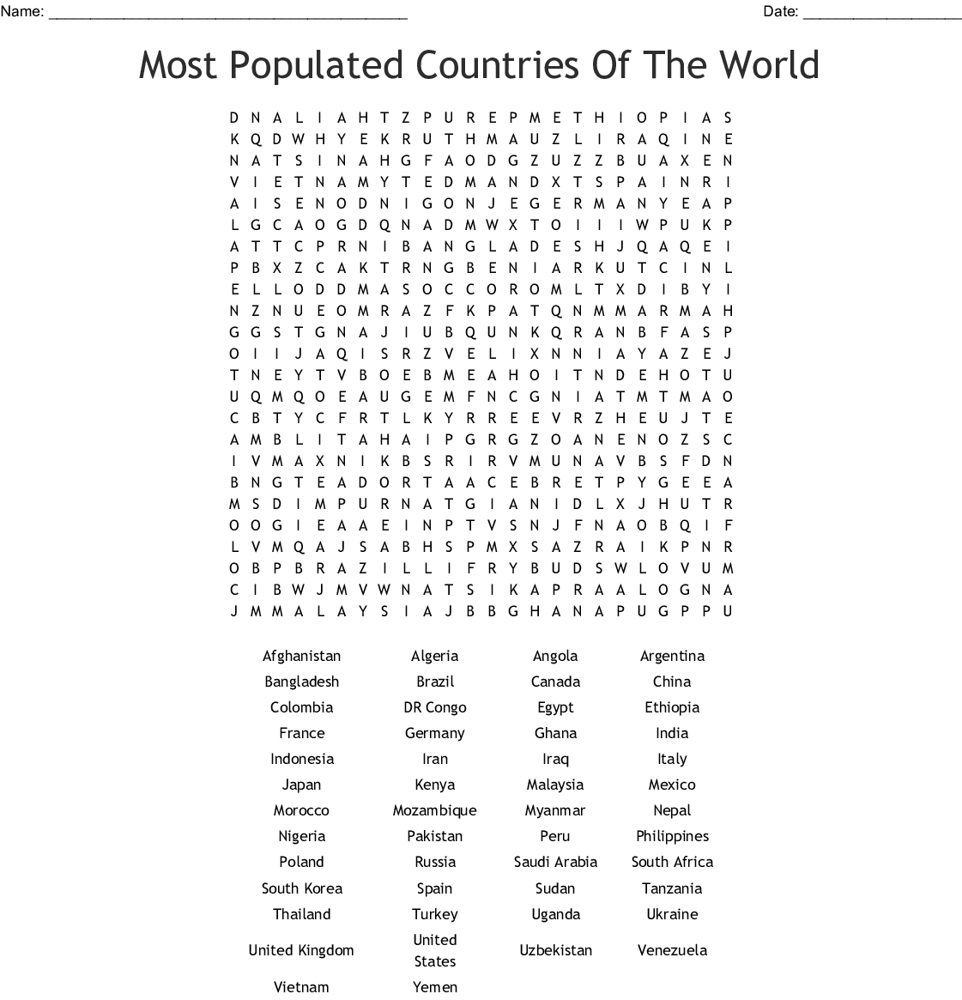 Name: ___________________________________________ Date: ___________________
Most Populated Countries Of The World
D N A L I A H T Z P U R E P M E T H I O P I A S
K Q D W H Y E K R U T H M A U Z L I R A Q I N E
N A T S I N A H G F A O D G Z U Z Z B U A X E N
V I E T N A M Y T E D M A N D X T S P A I N R I
A I S E N O D N I G O N J E G E R M A N Y E A P
L G C A O G D Q N A D M W X T O I I I W P U K P
A T T C P R N I B A N G L A D E S H J Q A Q E I
P B X Z C A K T R N G B E N I A R K U T C I N L
E L L O D D M A S O C C O R O M L T X D I B Y I
N Z N U E O M R A Z F K P A T Q N M M A R M A H
G G S T G N A J I U B Q U N K Q R A N B F A S P
O I I J A Q I S R Z V E L I X N N I A Y A Z E J
T N E Y T V B O E B M E A H O I T N D E H O T U
U Q M Q O E A U G E M F N C G N I A T M T M A O
C B T Y C F R T L K Y R R E E V R Z H E U J T E
A M B L I T A H A I P G R G Z O A N E N O Z S C
I V M A X N I K B S R I R V M U N A V B S F D N
B N G T E A D O R T A A C E B R E T P Y G E E A
M S D I M P U R N A T G I A N I D L X J H U T R
O O G I E A A E I N P T V S N J F N A O B Q I F
L V M Q A J S A B H S P M X S A Z R A I K P N R
O B P B R A Z I L L I F R Y B U D S W L O V U M
C I B W J M V W N A T S I K A P R A A L O G N A
J M M A L A Y S I A J B B G H A N A P U G P P U
Afghanistan Algeria Angola Argentina
Bangladesh Brazil Canada China
Colombia DR Congo Egypt Ethiopia
France Germany Ghana India
Indonesia Iran Iraq Italy
Japan Kenya Malaysia Mexico
Morocco Mozambique Myanmar Nepal
Nigeria Pakistan Peru Philippines
Poland Russia Saudi Arabia South Africa
South Korea Spain Sudan Tanzania
Thailand Turkey Uganda Ukraine
United Kingdom United States Uzbekistan Venezuela
Vietnam Yemen